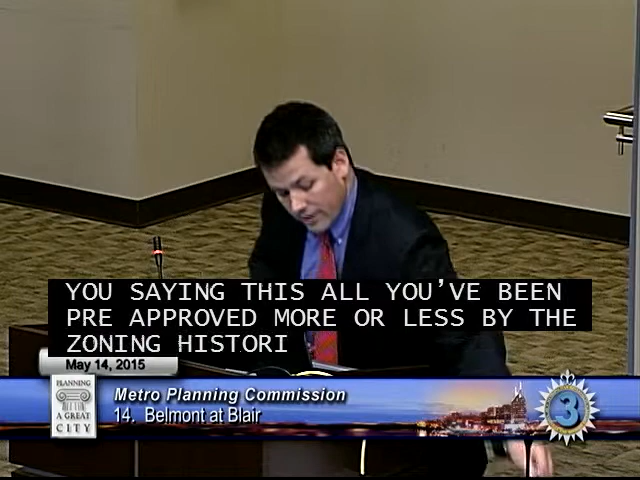 YOU SAYING THIS ALL YOU'VE BEEN
PRE APPROVED MORE OR LESS BY THE
ZONING HISTORI
May 14, 2015
PLANNING
A GREAT
CITY
Metro Planning Commission
14. Belmont at Blair
3